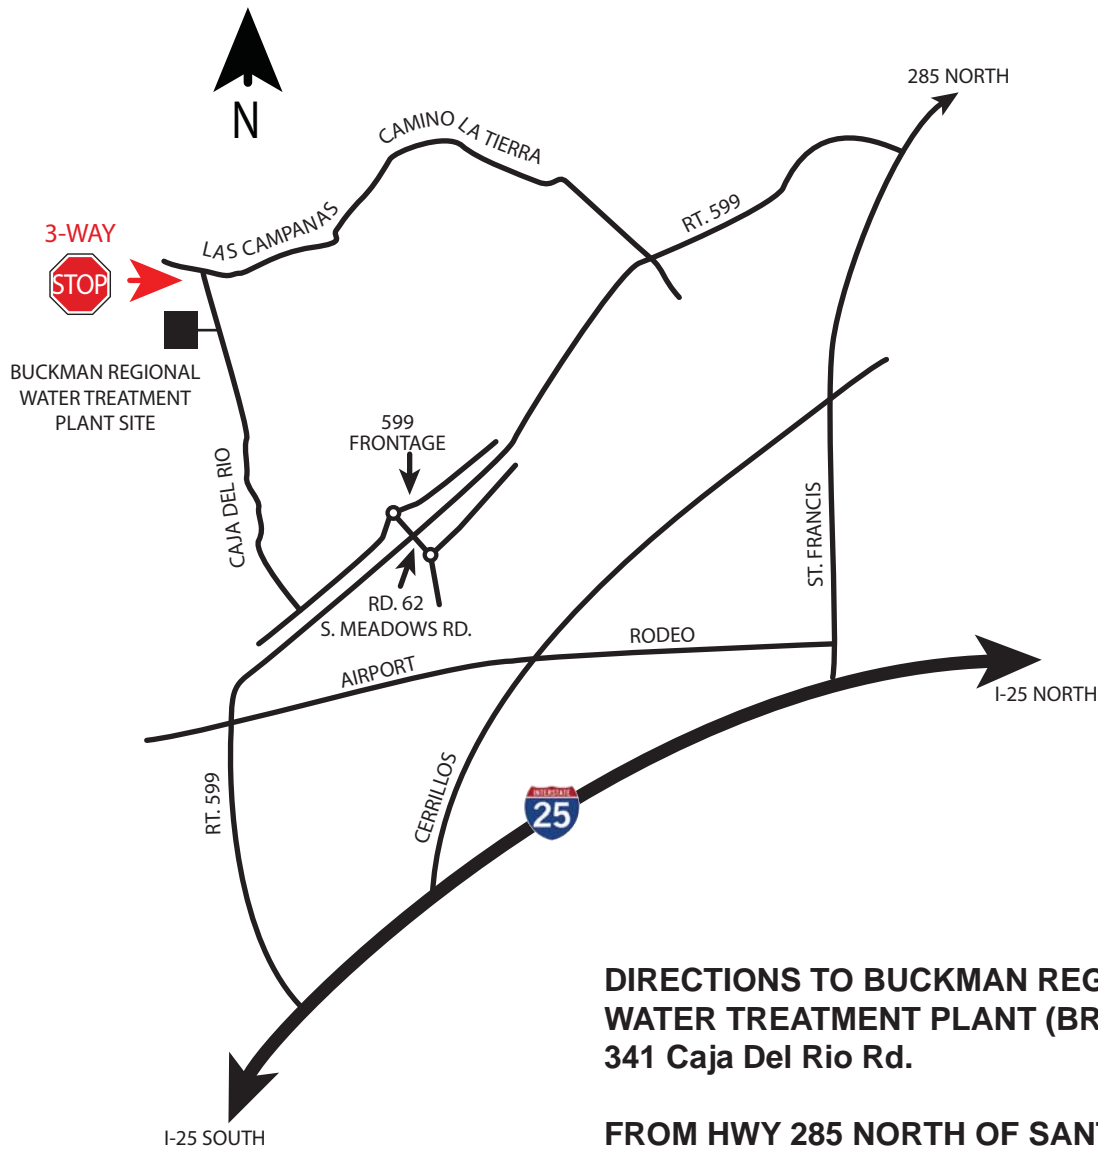 285 NORTH
N
CAMINO LA TIERRA
RT. 599
LAS CAMPANAS
3-WAY
STOP
BUCKMAN REGIONAL
WATER TREATMENT
PLANT SITE
599
FRONTAGE
CAJA DEL RIO
ST. FRANCIS
RD. 62
S. MEADOWS RD.
RODEO
AIRPORT
I-25 NORTH
RT. 599
CERRILLOS
INTERSTATE
25
DIRECTIONS TO BUCKMAN REG
WATER TREATMENT PLANT (BR
341 Caja Del Rio Rd.
FROM HWY 285 NORTH OF SANT
I-25 SOUTH